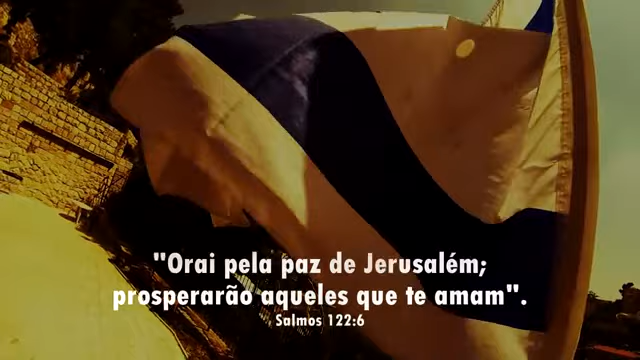 "Orai pela paz de Jerusalém;
prosperarão aqueles que te amam".
Salmos 122:6